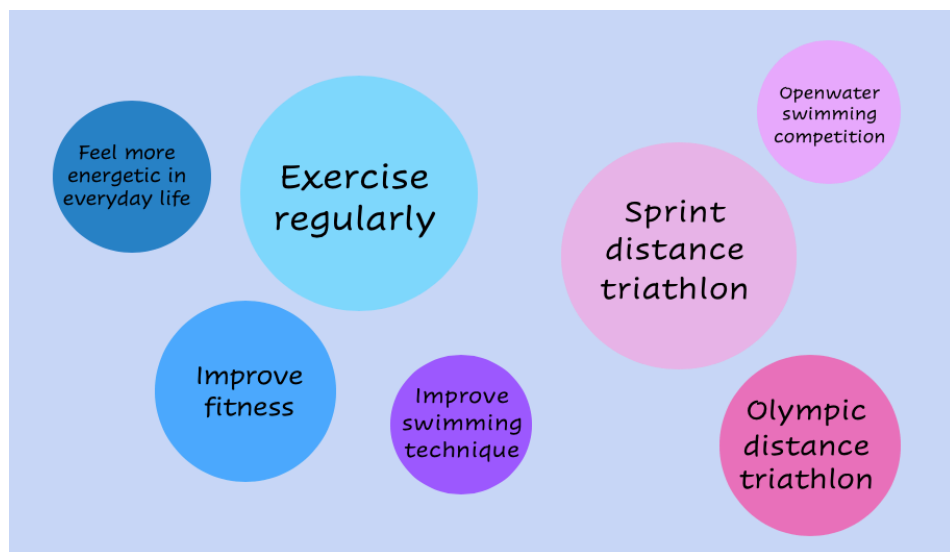 Feel more
energetic in
everyday life
Exercise
regularly
Openwater
swimming
competition
Sprint
distance
triathlon
Improve
fitness
Improve
swimming
technique
Olympic
distance
triathlon